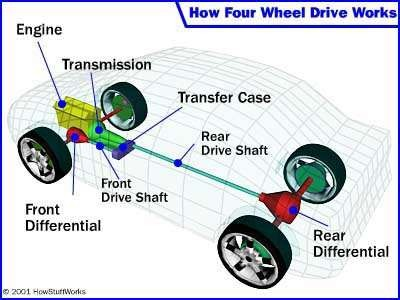 How Four Wheel Drive Works
Engine
Transmission
Transfer Case
Rear
Drive Shaft
Front
Drive Shaft
Front
Differential
Rear
Differential
© 2001 HowStuffWorks